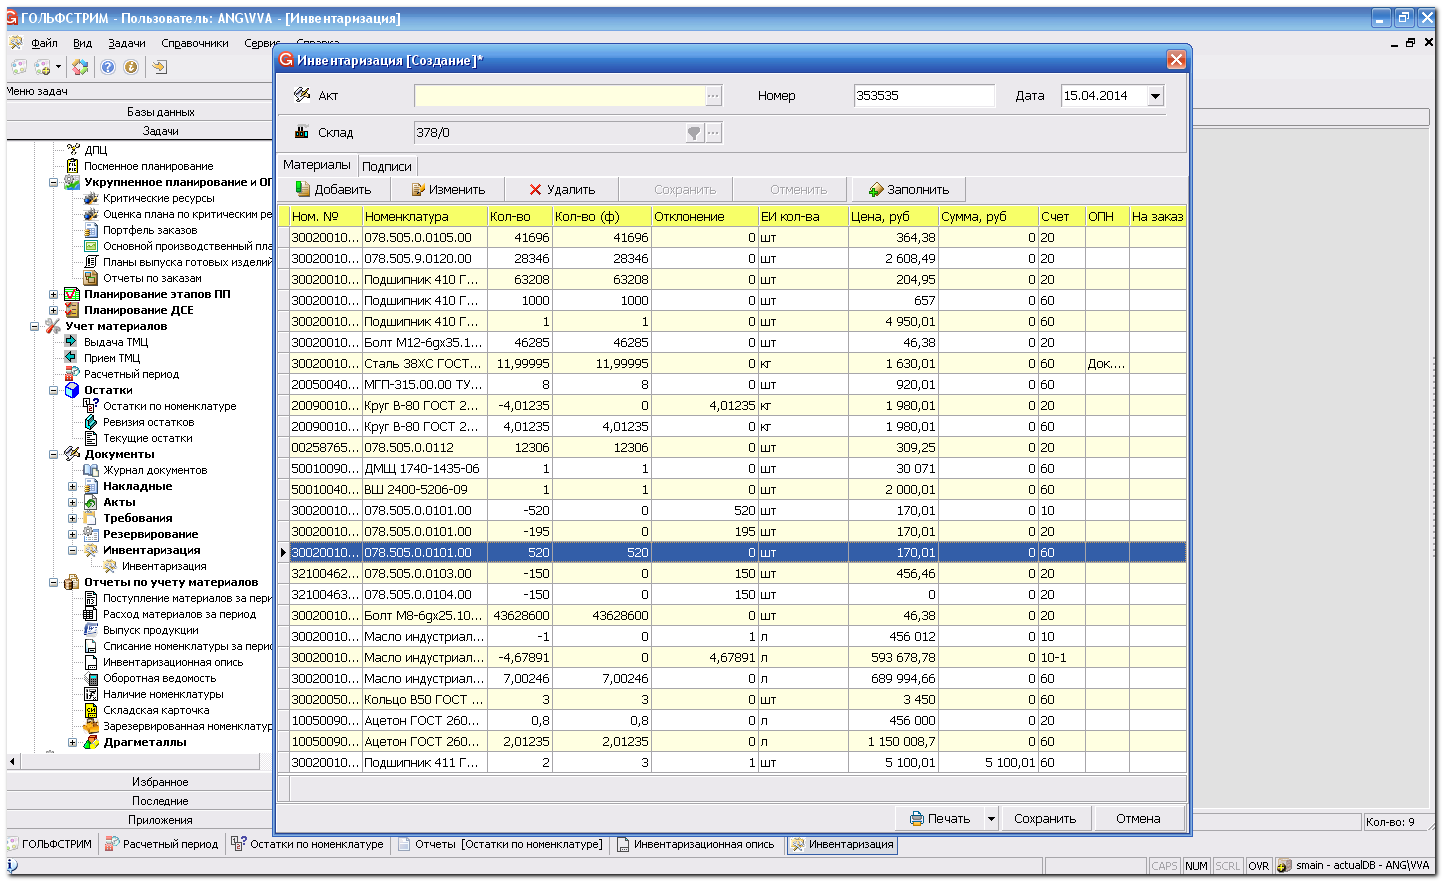 ГОЛЬФСТРИМ - Пользователь: ANG\VVA - [Инвентаризация]
Файл Вид Задачи Справочники Сервис
Меню задач
Базы данных
Задачи
ДПЦ
Посменное планирование
Укрупненное планирование и ОП
Критические ресурсы
Оценка плана по критическим ре
Портфель заказов
Основной производственный пла
Планы выпуска готовых изделий
Отчеты по заказам
Планирование этапов ПП
Планирование ДСЕ
Учет материалов
Выдача ТМЦ
Прием ТМЦ
Расчетный период
Остатки
Остатки по номенклатуре
Ревизия остатков
Текущие остатки
Документы
Журнал документов
Накладные
Акты
Требования
Резервирование
Инвентаризация
Инвентаризация
Отчеты по учету материалов
Поступление материалов за пери
Расход материалов за период
Выпуск продукции
Списание номенклатуры за перио
Инвентаризационная опись
Оборотная ведомость
Наличие номенклатуры
Складская карточка
Зарезервированная номенклатур
Драгметаллы
Избранное
Последние
Приложения
Инвентаризация [Создание]*
Акт ... Номер 353535 Дата 15.04.2014
Склад 378/0 ...
Материалы Подписи
Добавить Изменить Удалить Сохранить Отменить Заполнить
Ном. № Номенклатура Кол-во Кол-во (ф) Отклонение ЕИ кол-ва Цена, руб Сумма, руб Счет ОПН На заказ
30020010... 078.505.0.0105.00 41696 41696 0 шт 364,38 0 20
30020010... 078.505.9.0120.00 28346 28346 0 шт 2 608,49 0 20
30020010... Подшипник 410 Г... 63208 63208 0 шт 204,95 0 20
30020010... Подшипник 410 Г... 1000 1000 0 шт 657 0 60
30020010... Подшипник 410 Г... 1 1 0 шт 4 950,01 0 60
30020010... Болт М12-6gx35.1... 46285 46285 0 шт 46,38 0 20
30020010... Сталь 38ХС ГОСТ... 11,99995 11,99995 0 кг 1 630,01 0 60 Док....
20050040... МГП-315.00.00 ТУ... 8 8 0 шт 920,01 0 60
20090010... Круг В-80 ГОСТ 2... -4,01235 0 4,01235 кг 1 980,01 0 20
20090010... Круг В-80 ГОСТ 2... 4,01235 4,01235 0 кг 1 980,01 0 60
00258765... 078.505.0.0112 12306 12306 0 шт 309,25 0 20
50010090... ДМЩ 1740-1435-06 1 1 0 шт 30 071 0 60
50010040... ВШ 2400-5206-09 1 1 0 шт 2 000,01 0 60
30020010... 078.505.0.0101.00 -520 0 520 шт 170,01 0 10
30020010... 078.505.0.0101.00 -195 0 195 шт 170,01 0 20
30020010... 078.505.0.0101.00 520 520 0 шт 170,01 0 60
32100462... 078.505.0.0103.00 -150 0 150 шт 456,46 0 20
32100463... 078.505.0.0104.00 -150 0 150 шт 0 0 20
30020010... Болт М8-6gx25.10... 43628600 43628600 0 шт 46,38 0 20
30020010... Масло индустриал... -1 0 1 л 456 012 0 10
30020010... Масло индустриал... -4,67891 0 4,67891 л 593 678,78 0 10-1
30020010... Масло индустриал... 7,00246 7,00246 0 л 689 994,66 0 60
30020050... Кольцо В50 ГОСТ ... 3 3 0 шт 3 450 0 60
10050090... Ацетон ГОСТ 260... 0,8 0,8 0 л 456 000 0 20
10050090... Ацетон ГОСТ 260... 2,01235 2,01235 0 л 1 150 008,7 0 60
30020010... Подшипник 411 Г... 2 3 1 шт 5 100,01 5 100,01 60
Печать Сохранить Отмена
Кол-во: 9
ГОЛЬФСТРИМ Расчетный период Остатки по номенклатуре Отчеты [Остатки по номенклатуре] Инвентаризационная опись Инвентаризация
CAPS NUM SCRL OVR smain - actualDB - ANG\VVA